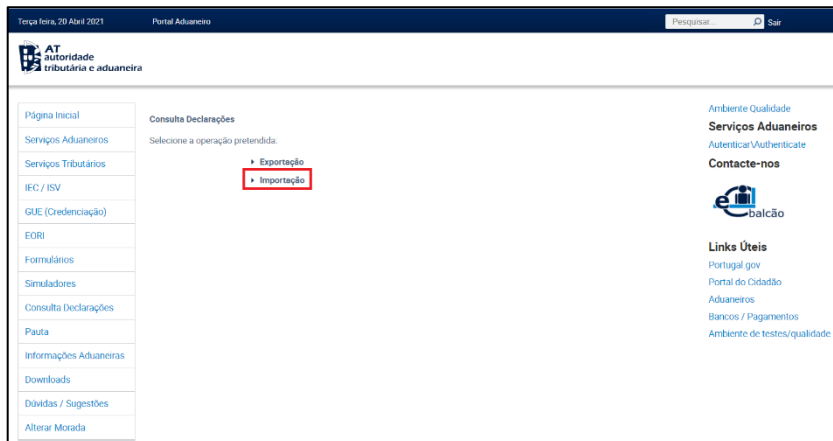 Terça feira, 20 Abril 2021
Portal Aduaneiro
Pesquisar...
Sair
AT
autoridade
tributária e aduaneira
Página Inicial
Serviços Aduaneiros
Serviços Tributários
IEC / ISV
GUE (Credenciação)
EORI
Formulários
Simuladores
Consulta Declarações
Pauta
Informações Aduaneiras
Downloads
Dúvidas / Sugestões
Alterar Morada
Consulta Declarações
Selecione a operação pretendida:
Exportação
Importação
Ambiente Qualidade
Serviços Aduaneiros
Autenticar\Authenticate
Contacte-nos
e balcão
Links Úteis
Portugal.gov
Portal do Cidadão
Aduaneiros
Bancos / Pagamentos
Ambiente de testes/qualidade